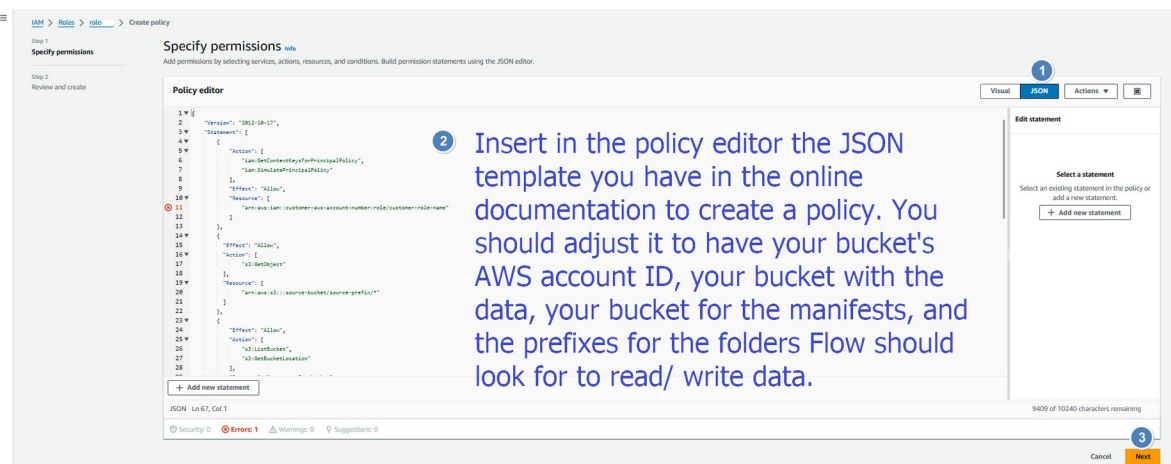 IAM > Roles > role- > Create policy
Step 1
Specify permissions
Step 2
Review and create
Specify permissions Info
Add permissions by selecting services, actions, resources, and conditions. Build permission statements using the JSON editor.
1
Policy editor
Visual JSON Actions
1 {
2 "Version": "2012-10-17",
3 "Statement": [
4 {
5 "Action": [
6 "iam:GetContextKeysForPrincipalPolicy",
7 "iam:SimulatePrincipalPolicy"
8 ],
9 "Effect": "Allow",
10 "Resource": [
11 "arn:aws:iam::customer-aws-account-number:role/customer-role-name"
12 ]
13 },
14 {
15 "Effect": "Allow",
16 "Action": [
17 "s3:GetObject"
18 ],
19 "Resource": [
20 "arn:aws:s3:::source-bucket/source-prefix/*"
21 ]
22 },
23 {
24 "Effect": "Allow",
25 "Action": [
26 "s3:ListBucket",
27 "s3:GetBucketLocation"
28
2 Insert in the policy editor the JSON
template you have in the online
documentation to create a policy. You
should adjust it to have your bucket's
AWS account ID, your bucket with the
data, your bucket for the manifests, and
the prefixes for the folders Flow should
look for to read/ write data.
Edit statement
Select a statement
Select an existing statement in the policy or
add a new statement.
+ Add new statement
+ Add new statement
JSON Ln 67, Col 1
9409 of 10240 characters remaining
Security: 0 Errors: 1 Warnings: 0 Suggestions: 0
3
Cancel Next